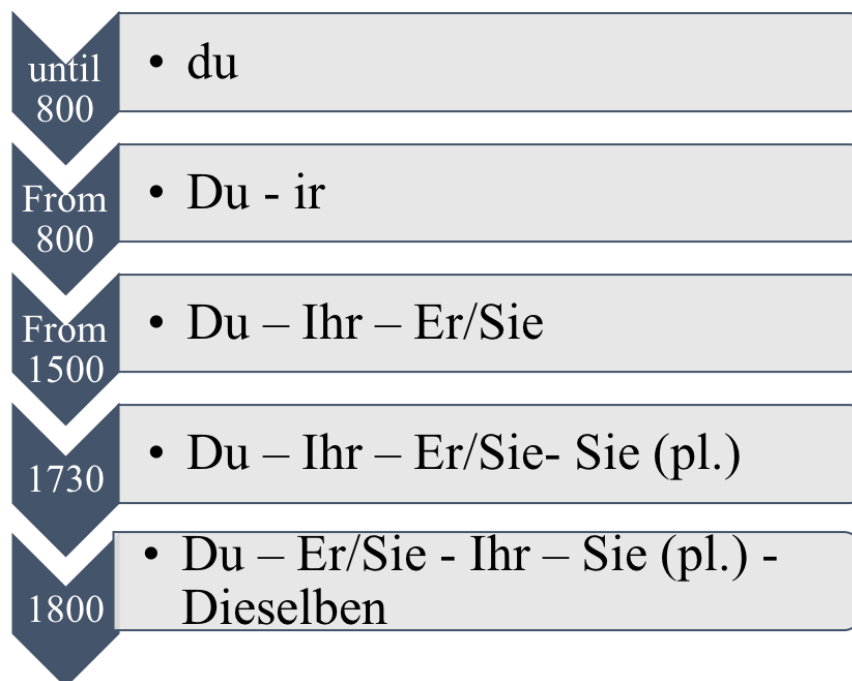 until
800
• du
From
800
• Du - ir
From
1500
• Du – Ihr – Er/Sie
1730
• Du – Ihr – Er/Sie- Sie (pl.)
1800
• Du – Er/Sie - Ihr – Sie (pl.) -
Dieselben